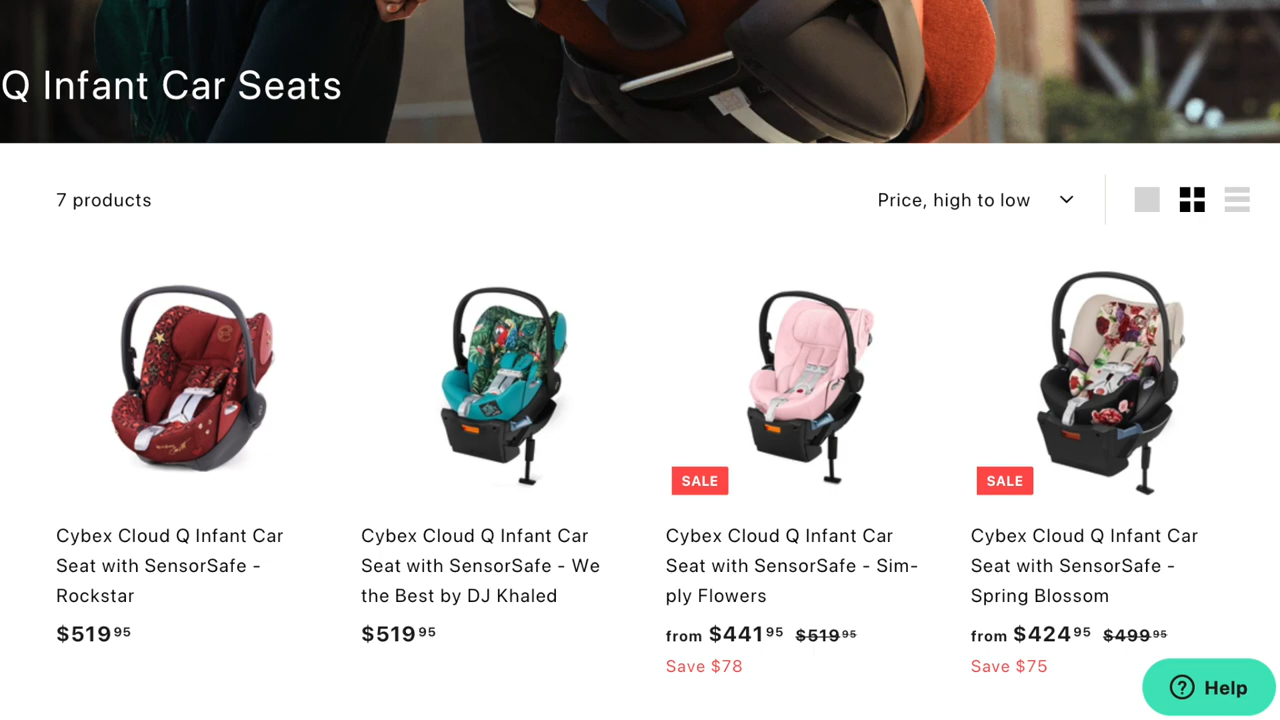 Q Infant Car Seats
7 products
Price, high to low
SALE
SALE
Cybex Cloud Q Infant Car
Seat with SensorSafe -
Rockstar
$519 95
Cybex Cloud Q Infant Car
Seat with SensorSafe - We
the Best by DJ Khaled
$519 95
Cybex Cloud Q Infant Car
Seat with SensorSafe - Sim-
ply Flowers
from $441 95 $519 95
Save $78
Cybex Cloud Q Infant Car
Seat with SensorSafe -
Spring Blossom
from $424 95 $499 95
Save $75
Help